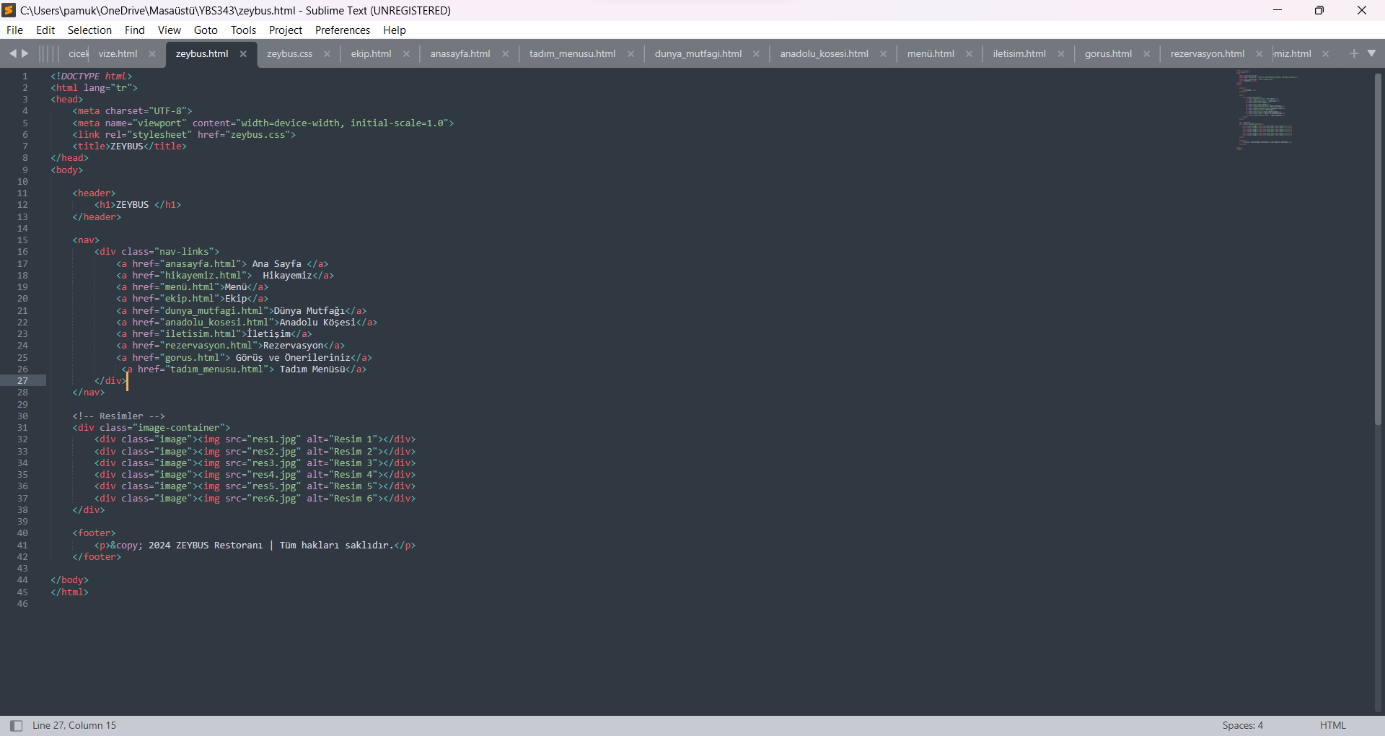 C:\Users\pamuk\OneDrive\Masaüstü\YBS343\zeybus.html - Sublime Text (UNREGISTERED)
File Edit Selection View Find Goto Tools Project Preferences Help
vize.html zeybus.html zeybus.css ekip.html anasayfa.html tadım_menusu.html dunya_mutfagi.html anadolu_kosesi.html menü.html iletisim.html gorus.html rezervasyon.html miz.html
1 <!DOCTYPE html>
2 <html lang="tr">
3 <head>
4 <meta charset="UTF-8">
5 <meta name="viewport" content="width=device-width, initial-scale=1.0">
6 <link rel="stylesheet" href="zeybus.css">
7 <title>ZEYBUS</title>
8 </head>
9 <body>
10
11 <header>
12 <h1>ZEYBUS </h1>
13 </header>
14
15 <nav>
16 <div class="nav-links">
17 <a href="anasayfa.html"> Ana Sayfa </a>
18 <a href="hikayemiz.html">  Hikayemiz</a>
19 <a href="menü.html">Menü</a>
20 <a href="ekip.html">Ekip</a>
21 <a href="dunya_mutfagi.html">Dünya Mutfağı</a>
22 <a href="anadolu_kosesi.html">Anadolu Köşesi</a>
23 <a href="iletisim.html">İletişim</a>
24 <a href="rezervasyon.html">Rezervasyon</a>
25 <a href="gorus.html"> Görüş ve Önerileriniz</a>
26 <a href="tadım_menusu.html"> Tadım Menüsü</a>
27 </div>
28 </nav>
29
30 <!-- Resimler -->
31 <div class="image-container">
32 <div class="image"><img src="res1.jpg" alt="Resim 1"></div>
33 <div class="image"><img src="res2.jpg" alt="Resim 2"></div>
34 <div class="image"><img src="res3.jpg" alt="Resim 3"></div>
35 <div class="image"><img src="res4.jpg" alt="Resim 4"></div>
36 <div class="image"><img src="res5.jpg" alt="Resim 5"></div>
37 <div class="image"><img src="res6.jpg" alt="Resim 6"></div>
38 </div>
39
40 <footer>
41 <p>&copy; 2024 ZEYBUS Restoranı | Tüm hakları saklıdır.</p>
42 </footer>
43
44 </body>
45 </html>
46
Line 27, Column 15 Spaces: 4 HTML